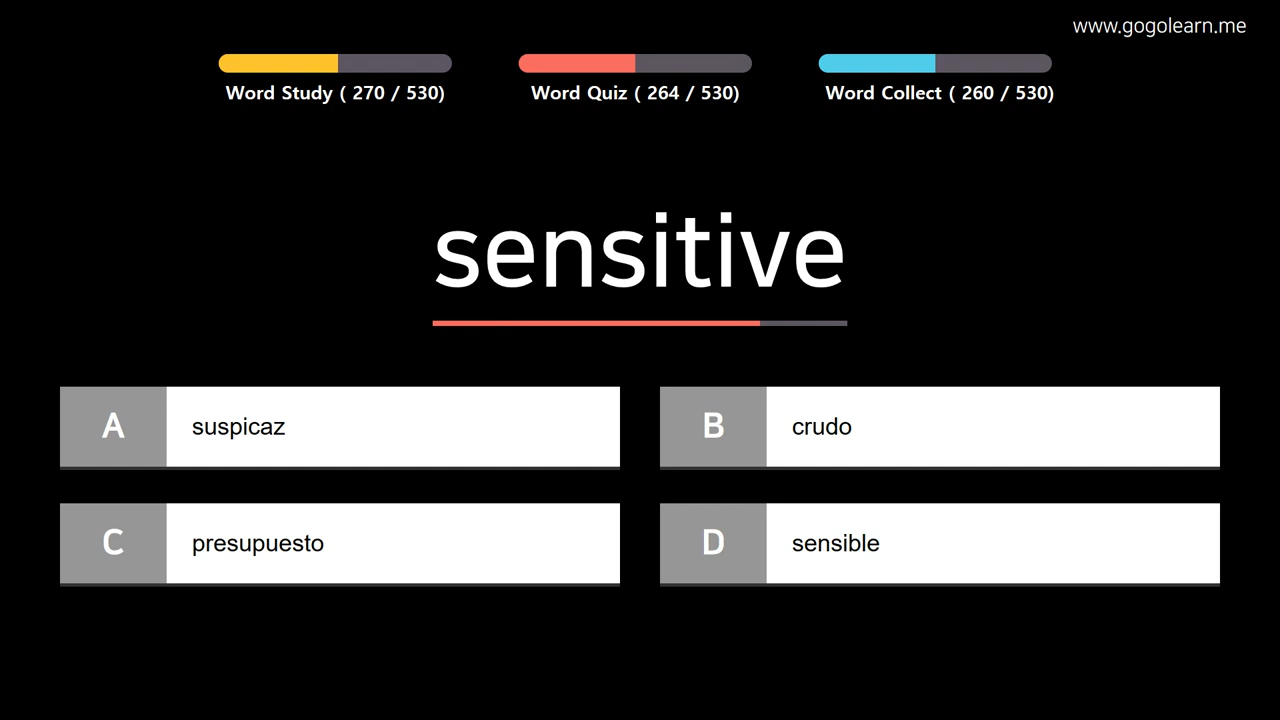 www.gogolearn.me
Word Study ( 270 / 530)
Word Quiz ( 264 / 530)
Word Collect ( 260 / 530)
sensitive
A suspicaz
B crudo
C presupuesto
D sensible